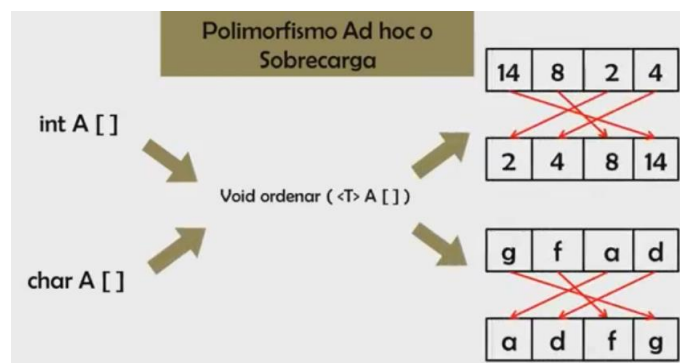 Polimorfismo Ad hoc o
Sobrecarga
int A [ ]
char A [ ]
Void ordenar ( <T> A [ ] )
14 8 2 4
2 4 8 14
g f a d
a d f g